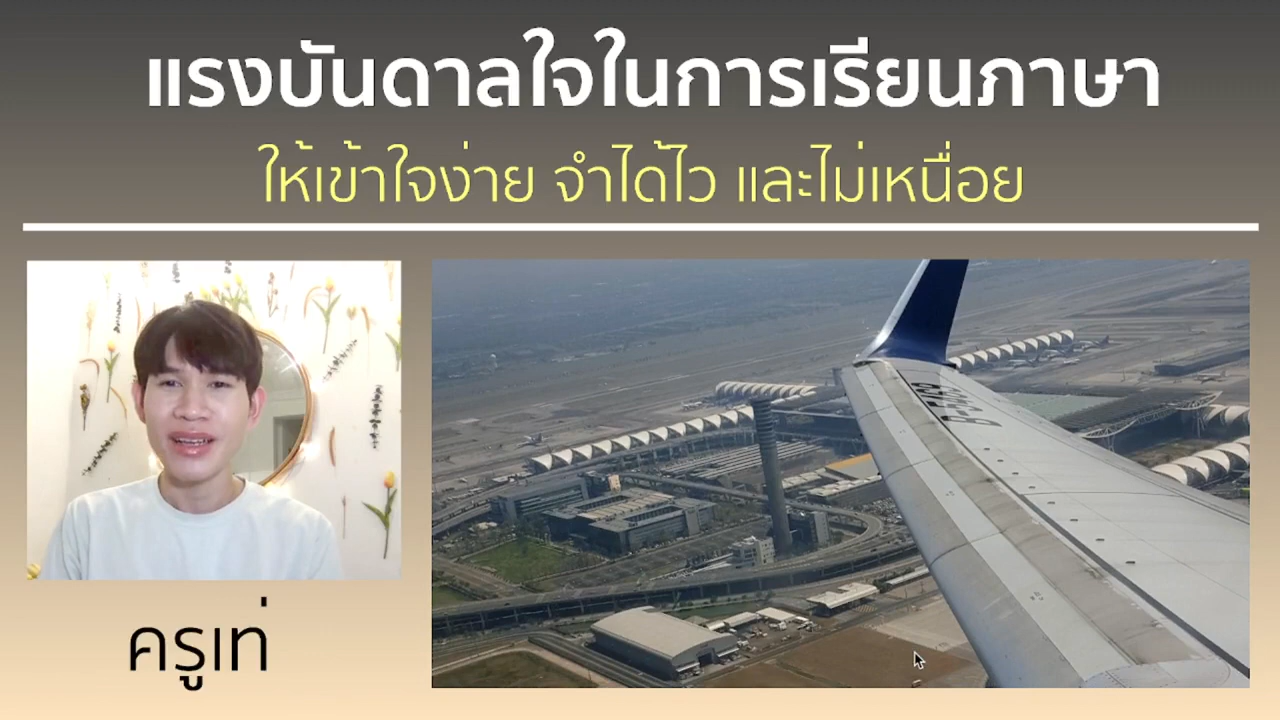 แรงบันดาลใจในการเรียนภาษา
ให้เข้าใจง่าย จำได้ไว และไม่เหนื่อย
ครูเท่